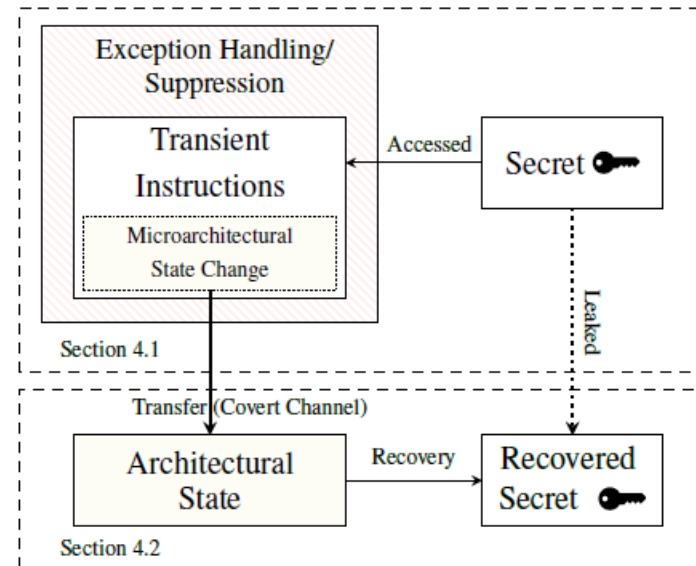 Exception Handling/
Suppression
Transient
Instructions
Microarchitectural
State Change
Accessed
Secret
Leaked
Section 4.1
Transfer (Covert Channel)
Architectural
State
Recovery
Recovered
Secret
Section 4.2